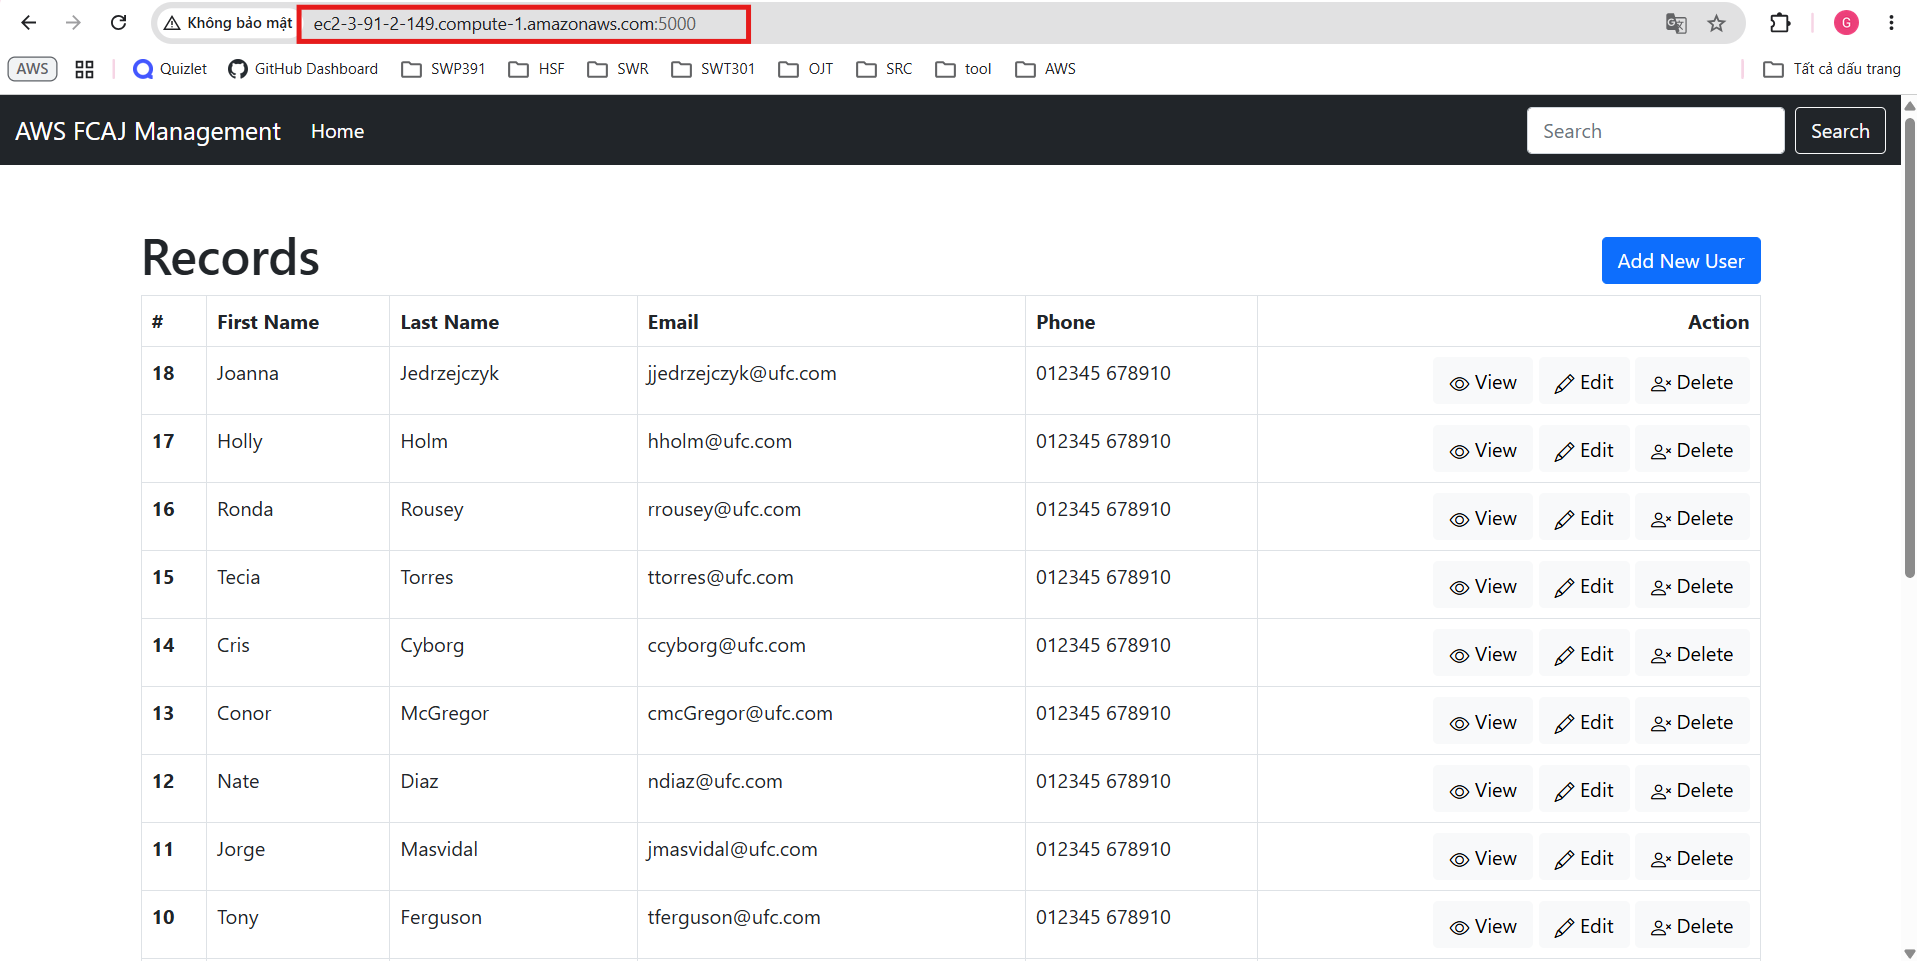 Không bảo mật ec2-3-91-2-149.compute-1.amazonaws.com:5000 G
AWS Quizlet GitHub Dashboard SWP391 HSF SWR SWT301 OJT SRC tool AWS Tất cả dấu trang
AWS FCAJ Management Home Search Search
Records Add New User
# First Name Last Name Email Phone Action
18 Joanna Jedrzejczyk jjedrzejczyk@ufc.com 012345 678910 View Edit Delete
17 Holly Holm hholm@ufc.com 012345 678910 View Edit Delete
16 Ronda Rousey rrousey@ufc.com 012345 678910 View Edit Delete
15 Tecia Torres ttorres@ufc.com 012345 678910 View Edit Delete
14 Cris Cyborg ccyborg@ufc.com 012345 678910 View Edit Delete
13 Conor McGregor cmcGregor@ufc.com 012345 678910 View Edit Delete
12 Nate Diaz ndiaz@ufc.com 012345 678910 View Edit Delete
11 Jorge Masvidal jmasvidal@ufc.com 012345 678910 View Edit Delete
10 Tony Ferguson tferguson@ufc.com 012345 678910 View Edit Delete